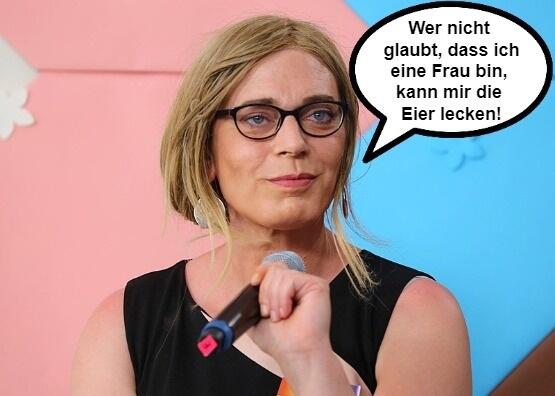 Wer nicht
glaubt, dass ich
eine Frau bin,
kann mir die
Eier lecken!